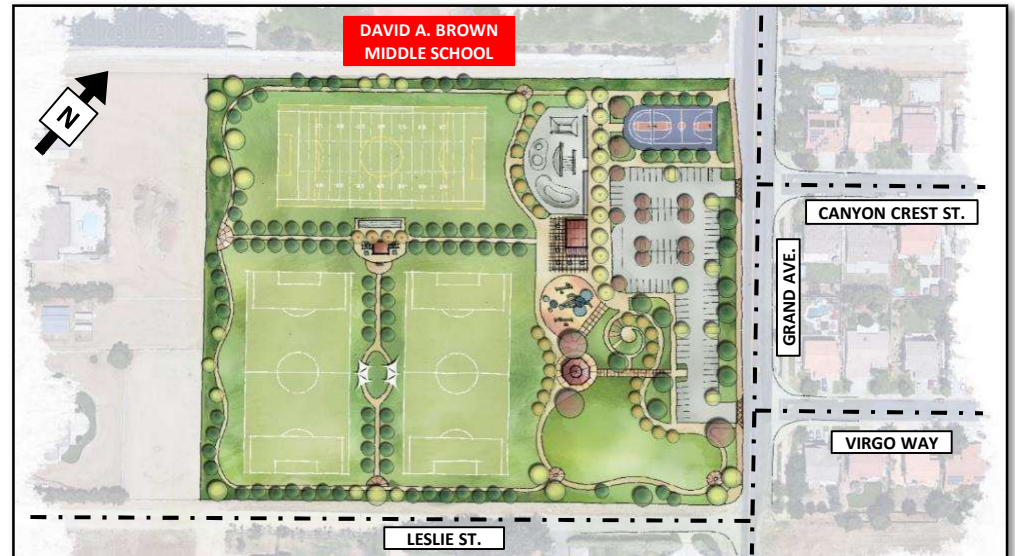 DAVID A. BROWN
MIDDLE SCHOOL
N
CANYON CREST ST.
GRAND AVE.
VIRGO WAY
LESLIE ST.